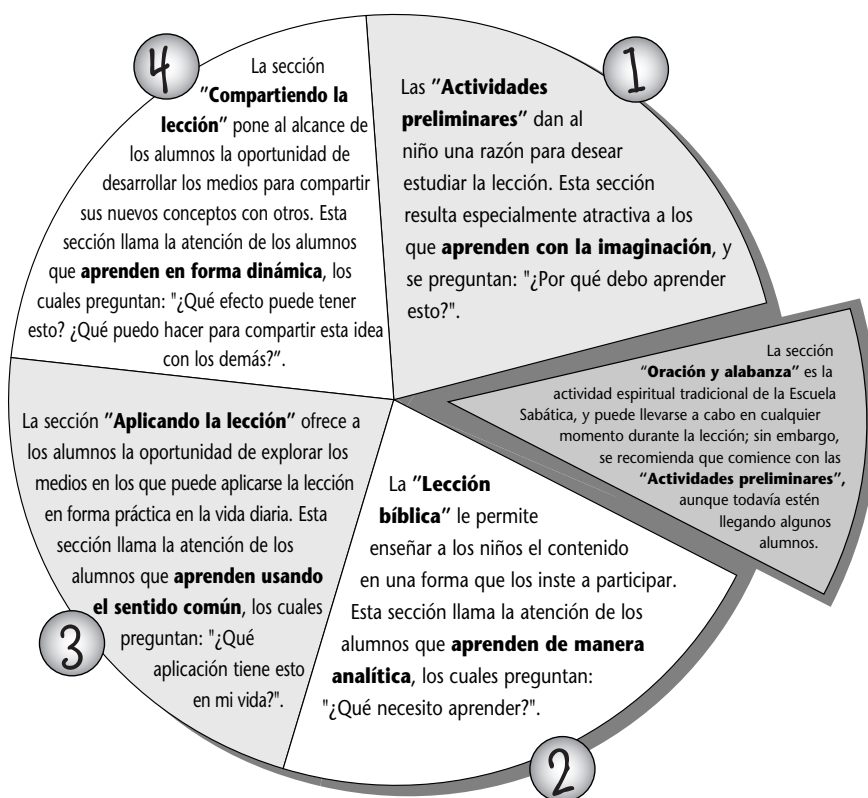 1
Las "Actividades
preliminares" dan al
niño una razón para desear
estudiar la lección. Esta sección
resulta especialmente atractiva a los
que aprenden con la imaginación, y
se preguntan: "¿Por qué debo aprender
esto?".
La sección
"Oración y alabanza" es la
actividad espiritual tradicional de la Escuela
Sabática, y puede llevarse a cabo en cualquier
momento durante la lección; sin embargo,
se recomienda que comience con las
"Actividades preliminares",
aunque todavía estén
llegando algunos
alumnos.
2
La "Lección
bíblica" le permite
enseñar a los niños el contenido
en una forma que los inste a participar.
Esta sección llama la atención de los
alumnos que aprenden de manera
analítica, los cuales preguntan:
"¿Qué necesito aprender?".
3
La sección "Aplicando la lección" ofrece a
los alumnos la oportunidad de explorar los
medios en los que puede aplicarse la lección
en forma práctica en la vida diaria. Esta
sección llama la atención de los
alumnos que aprenden usando
el sentido común, los cuales
preguntan: "¿Qué
aplicación tiene esto
en mi vida?".
4
La sección
"Compartiendo la
lección" pone al alcance de
los alumnos la oportunidad de
desarrollar los medios para compartir
sus nuevos conceptos con otros. Esta
sección llama la atención de los alumnos
que aprenden en forma dinámica, los
cuales preguntan: "¿Qué efecto puede tener
esto? ¿Qué puedo hacer para compartir esta idea
con los demás?".